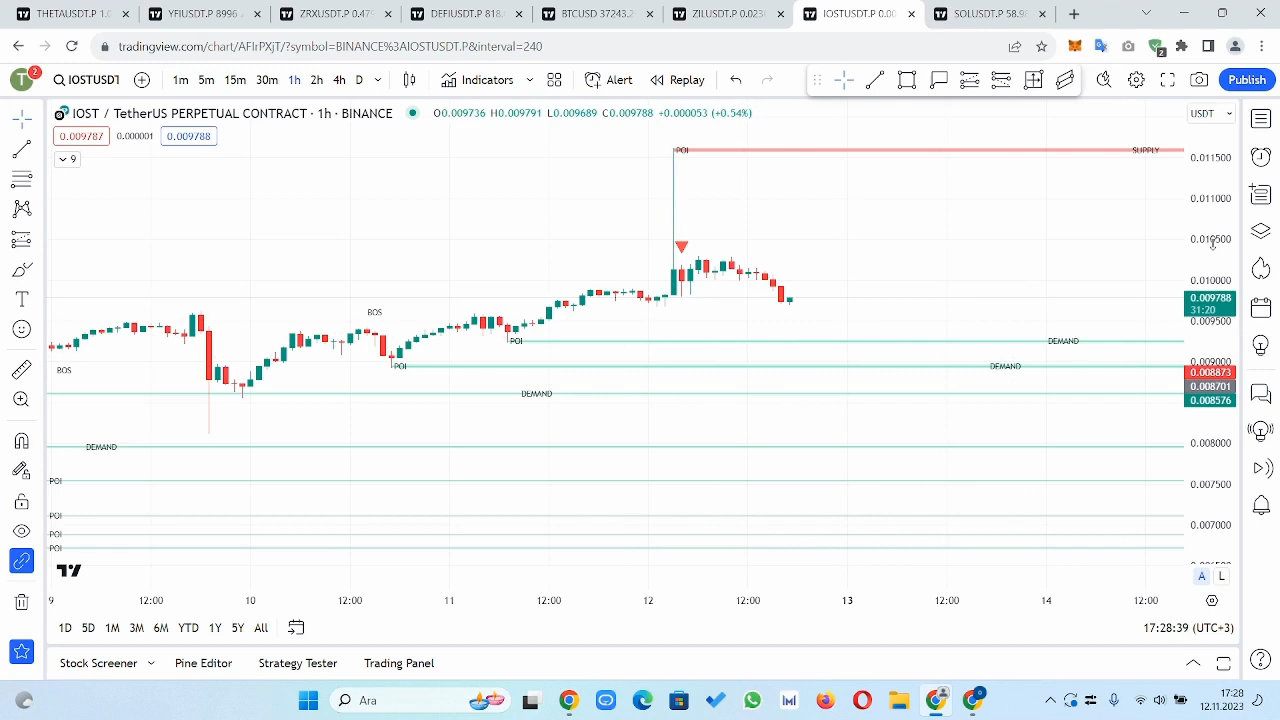 THETAUSDT.P 1.0
YFIUSDT.P 8996
ZRXUSDT.P 0.47
DEFIUSDT.P 818.
BTCUSD 37243.2
ZILUSDT.P 0.023
IOSTUSDT.P 0.00
SOLUSDT.P 58.9
tradingview.com/chart/AFlrPXjT/?symbol=BINANCE%3AIOSTUSDT.P&interval=240
2
T 2
IOSTUSDT 1m 5m 15m 30m 1h 2h 4h D Indicators Alert Replay Publish
IOST / TetherUS PERPETUAL CONTRACT · 1h · BINANCE O0.009736 H0.009791 L0.009689 C0.009788 +0.000053 (+0.54%) USDT
0.009787 0.000001 0.009788
9
POI SUPPLY
0.011500
0.011000
0.010500
0.010000
0.009788
31:20
BOS
0.009500
POI DEMAND
0.009000
BOS
POI DEMAND
0.008873
0.008701
DEMAND
0.008576
0.008000
DEMAND
POI
0.007500
POI
0.007000
POI
POI
A L
9 12:00 10 12:00 11 12:00 12 12:00 13 12:00 14 12:00
1D 5D 1M 3M 6M YTD 1Y 5Y All 17:28:39 (UTC+3)
Stock Screener Pine Editor Strategy Tester Trading Panel
Ara
17:28
12.11.2023